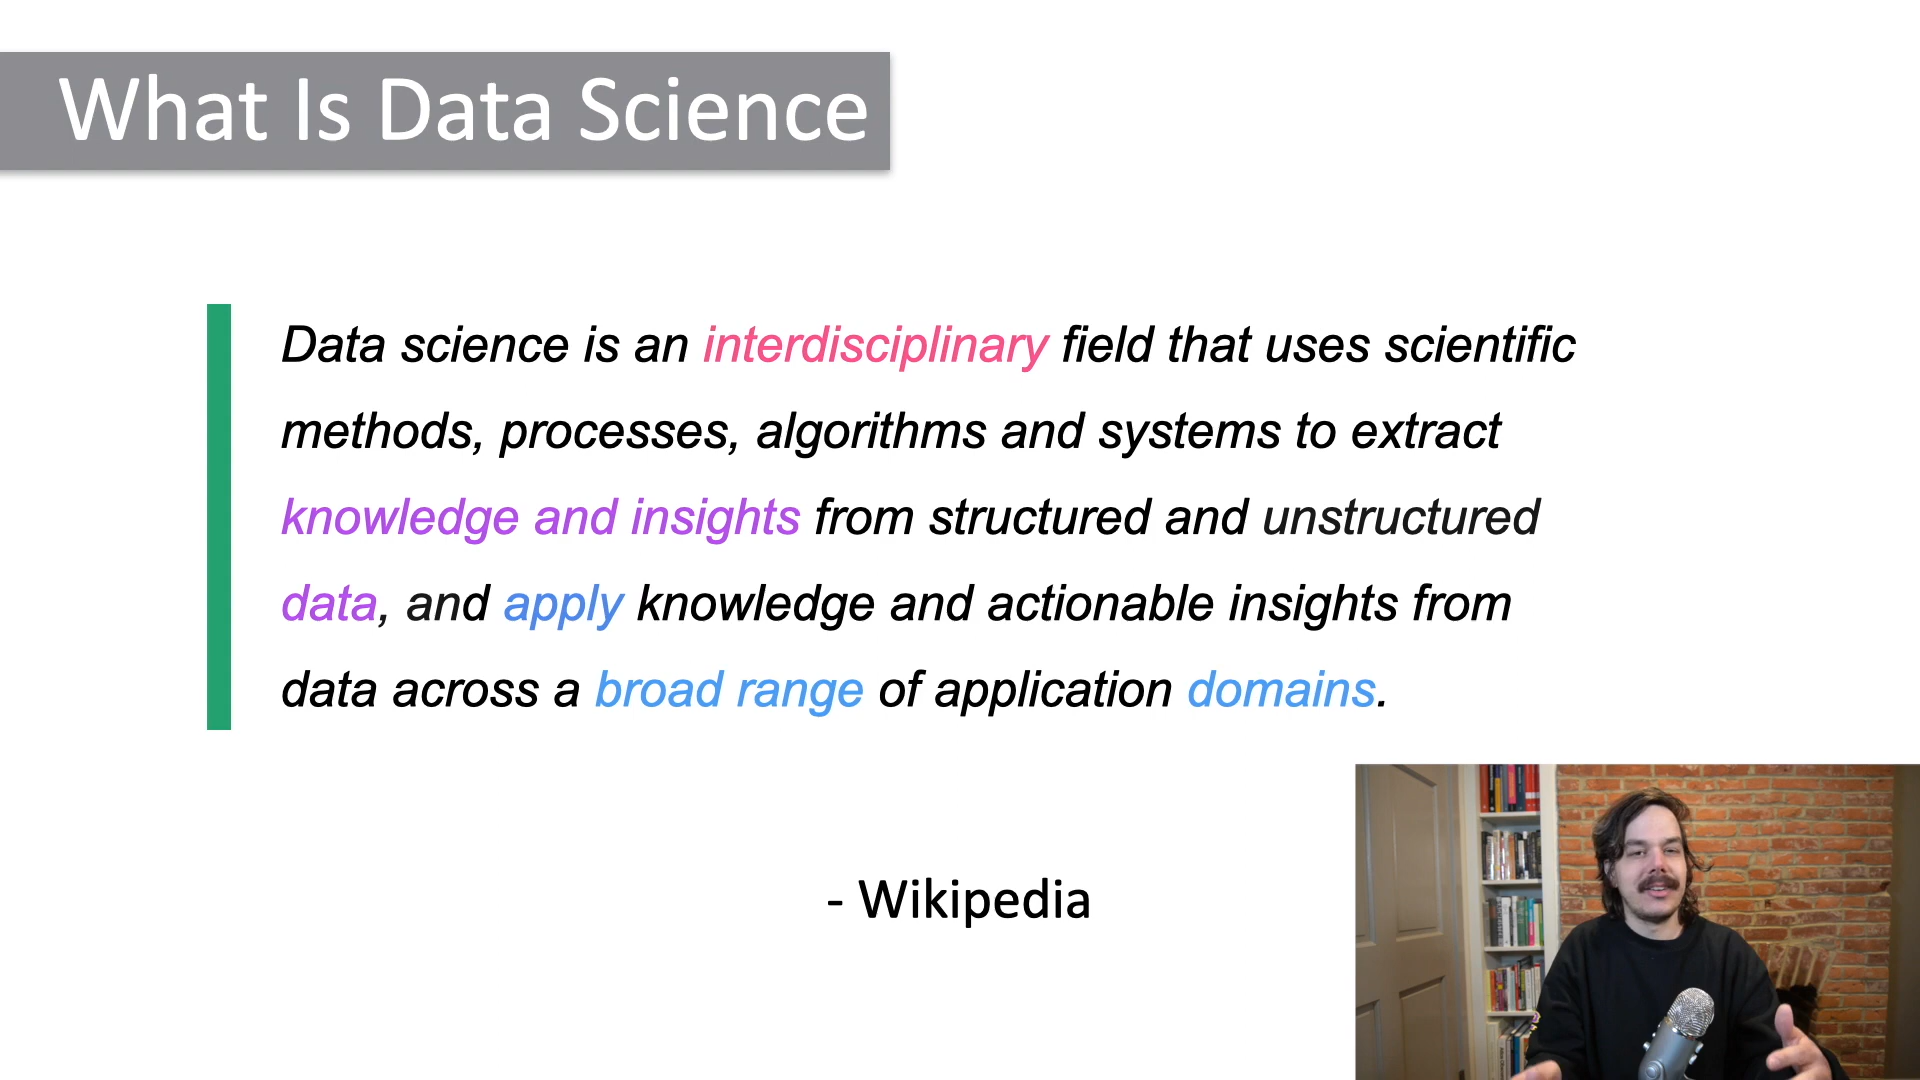 What Is Data Science
Data science is an interdisciplinary field that uses scientific
methods, processes, algorithms and systems to extract
knowledge and insights from structured and unstructured
data, and apply knowledge and actionable insights from
data across a broad range of application domains.
- Wikipedia